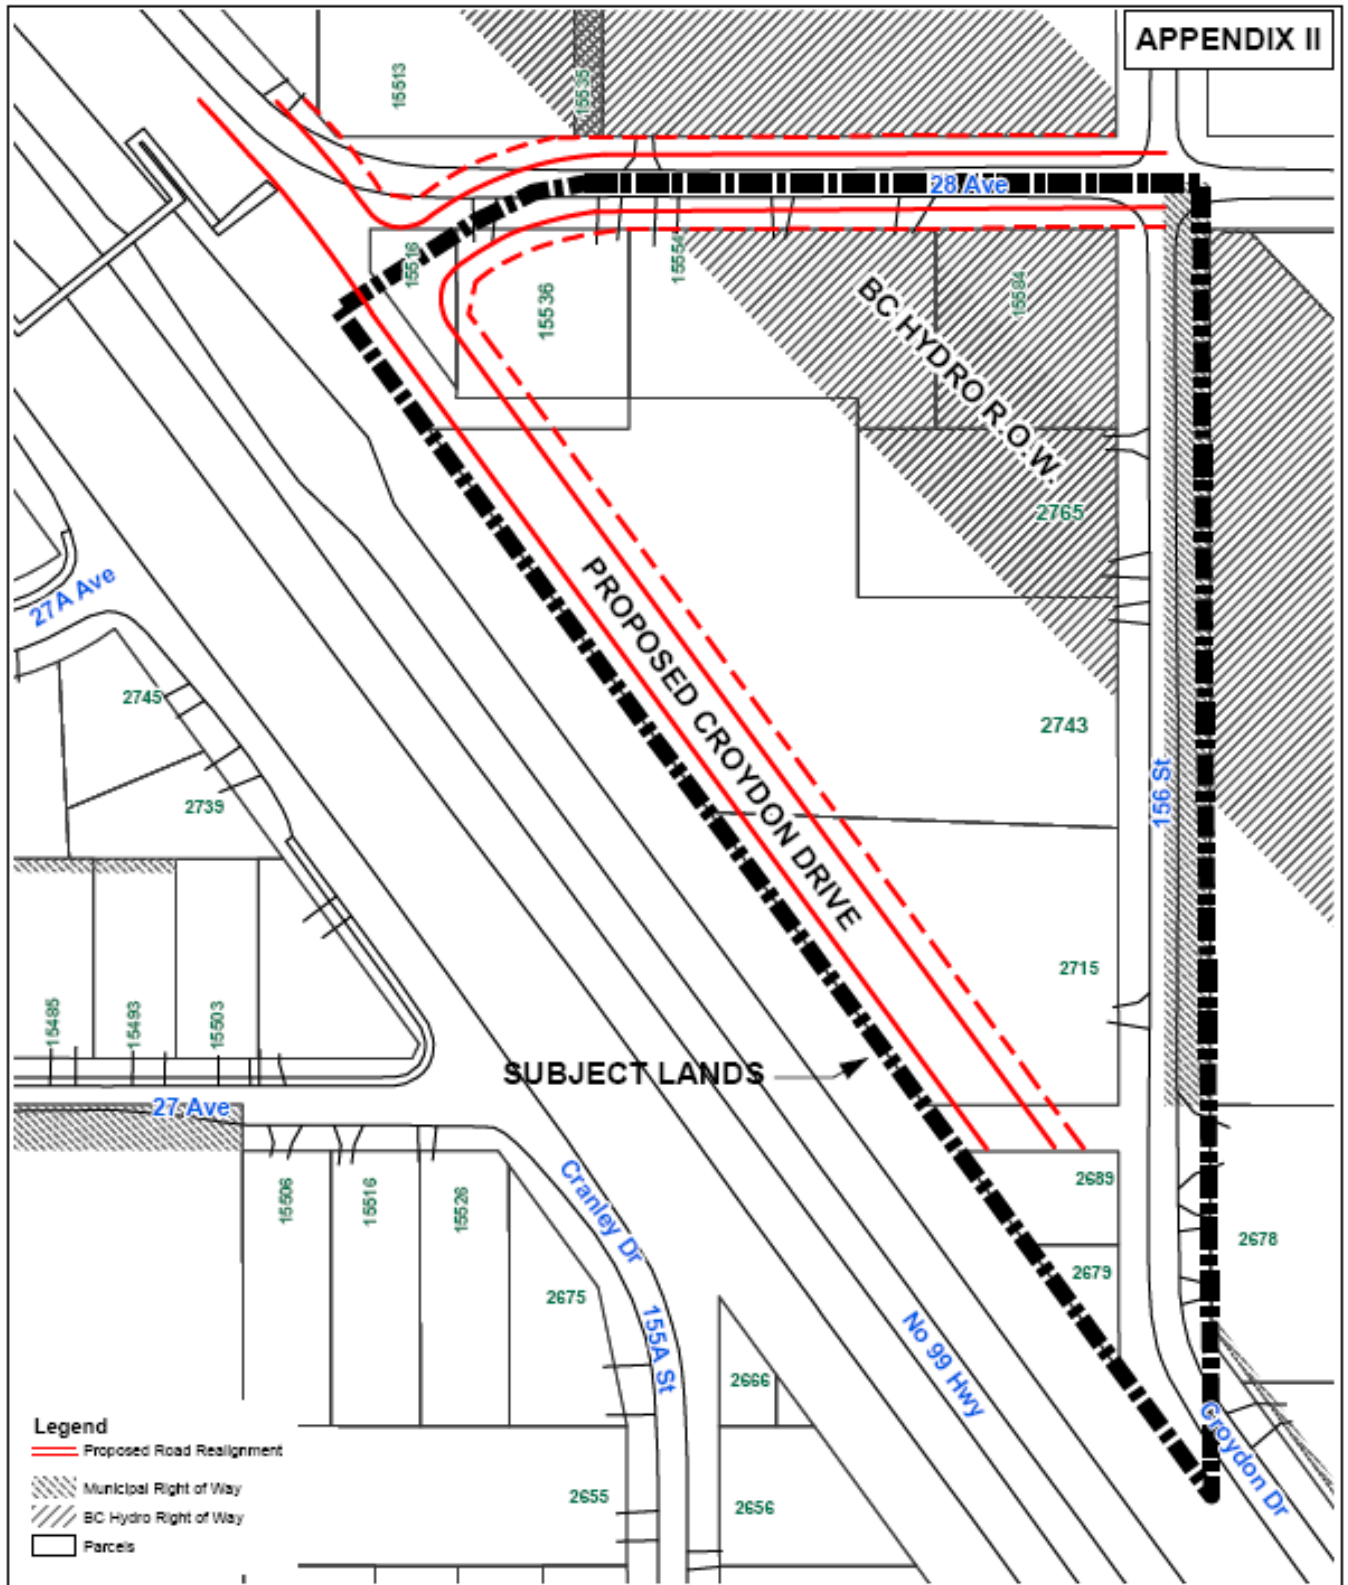 APPENDIX II
15513
15535
28 Ave
15516
15536
15554
15584
BC HYDRO R.O.W.
2765
27A Ave
PROPOSED CROYDON DRIVE
2745
2743
156 St
2739
2715
15485
15493
15503
SUBJECT LANDS
27 Ave
15506
15516
15526
Cranley Dr
2689
2678
2679
2675
155A St
No 99 Hwy
2666
Croydon Dr
2655
2656
Legend
Proposed Road Realignment
Municipal Right of Way
BC Hydro Right of Way
Parcels